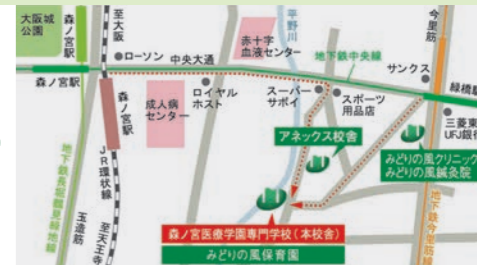 大阪城
公園
森ノ宮駅
至大阪
ローソン
中央大通
赤十字
血液センター
平野川
地下鉄中央線
今里筋
サンクス
森ノ宮駅
緑橋駅
森ノ宮駅
成人病
センター
ロイヤル
ホスト
スーパー
サボイ
スポーツ
用品店
三菱東
UFJ銀行
アネックス校舎
みどりの風クリニック
みどりの風鍼灸院
地下鉄長堀鶴見緑地線
玉造筋
JR環状線
至天王寺
森ノ宮医療学園専門学校(本校舎)
みどりの風保育園
地下鉄今里筋線